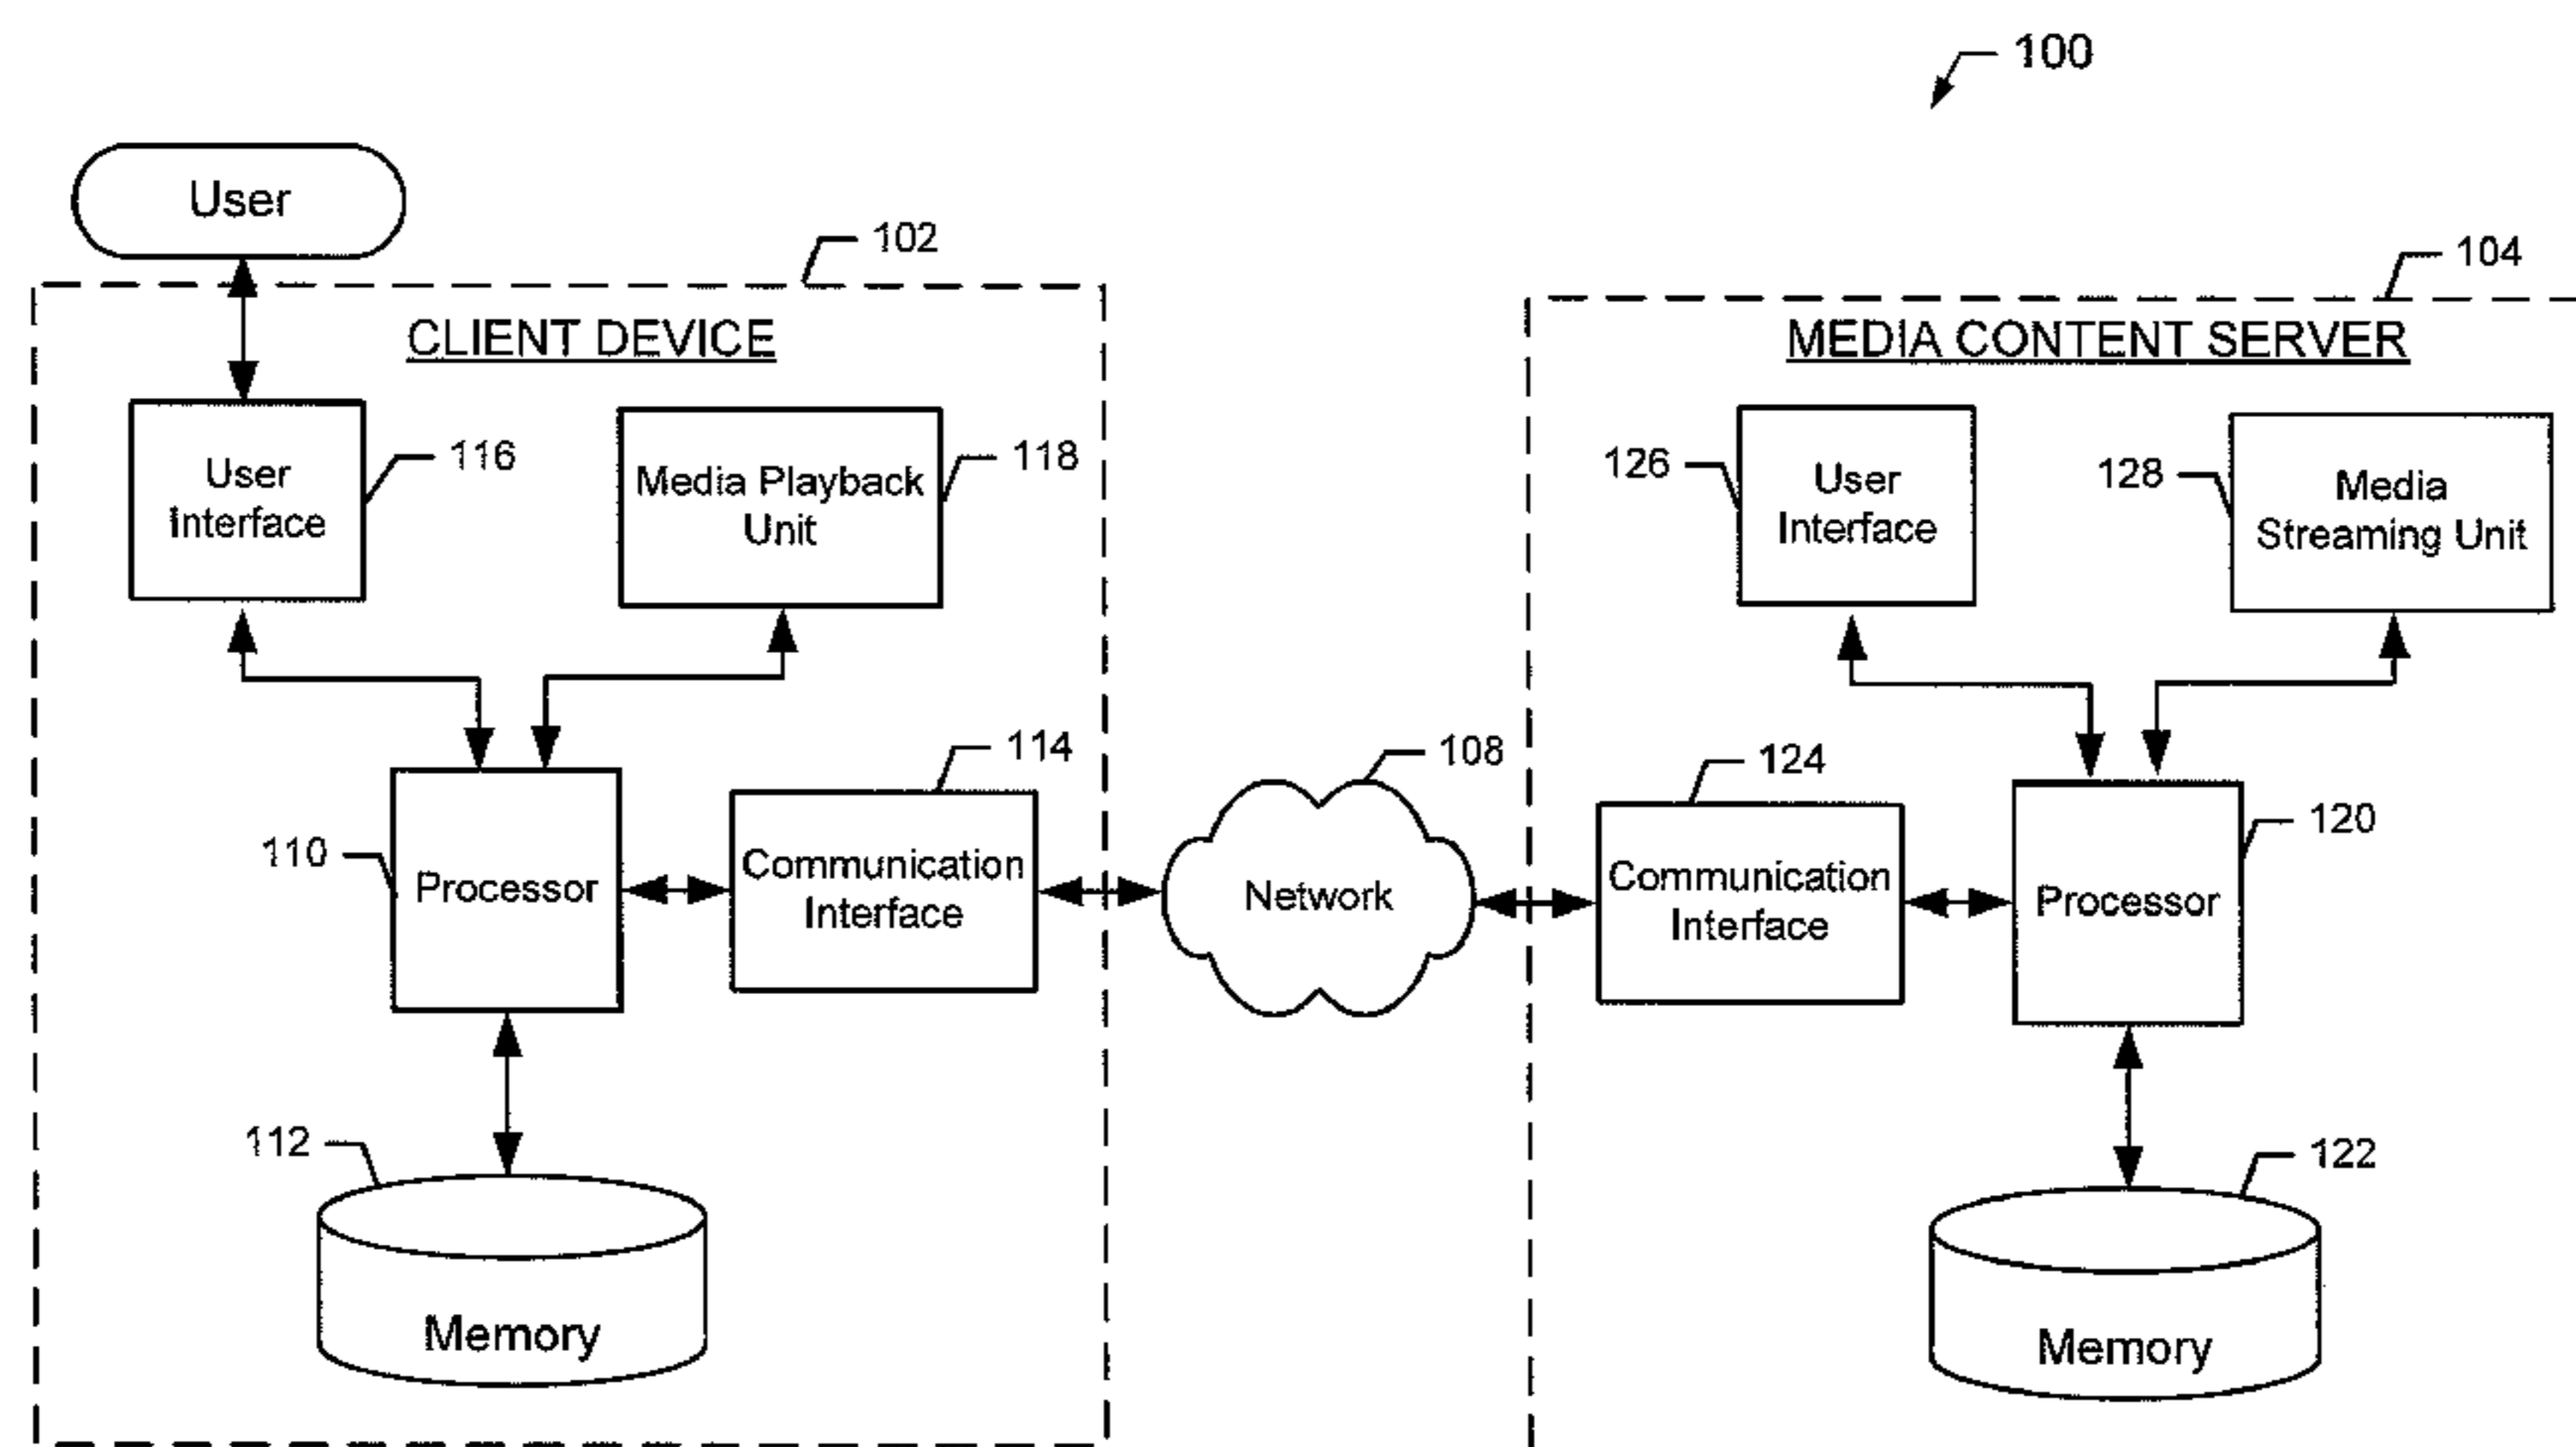 100
User
102
104
CLIENT DEVICE
MEDIA CONTENT SERVER
User
Interface
116
Media Playback
Unit
118
126
User
Interface
128
Media
Streaming Unit
110
Processor
114
Communication
Interface
108
Network
124
Communication
Interface
120
Processor
112
Memory
122
Memory